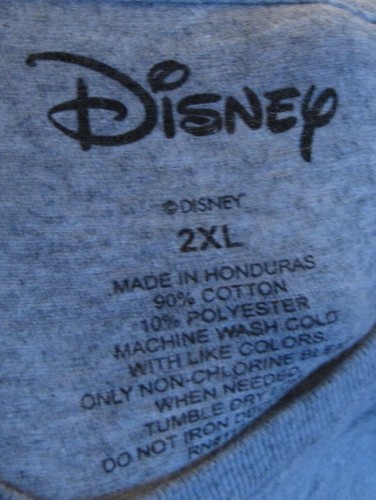 Disney
© DISNEY
2XL
MADE IN HONDURAS
90% COTTON
10% POLYESTER
MACHINE WASH COLD
WITH LIKE COLORS
ONLY NON-CHLORINE
WHEN NEEDED
TUMBLE DRY
DO NOT IRON